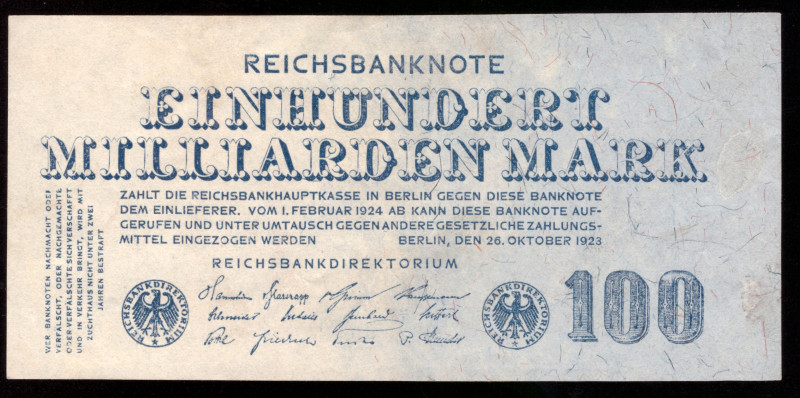 REICHSBANKNOTE
EINHUNDERT
MILLIARDEN MARK
ZAHLT DIE REICHSBANKHAUPTKASSE IN BERLIN GEGEN DIESE BANKNOTE
DEM EINLIEFERER. VOM 1. FEBRUAR 1924 AB KANN DIESE BANKNOTE AUF-
GERUFEN UND UNTER UMTAUSCH GEGEN ANDERE GESETZLICHE ZAHLUNGS-
MITTEL EINGEZOGEN WERDEN BERLIN, DEN 26. OKTOBER 1923
REICHSBANKDIREKTORIUM
WER BANKNOTEN NACHMACHT ODER
VERFÄLSCHT, ODER NACHGEMACHTE
ODER VERFÄLSCHTE SICH VERSCHAFFT
UND IN VERKEHR BRINGT, WIRD MIT
ZUCHTHAUS NICHT UNTER ZWEI
JAHREN BESTRAFT
REICHSBANKDIREKTORIUM
REICHSBANKDIREKTORIUM
100